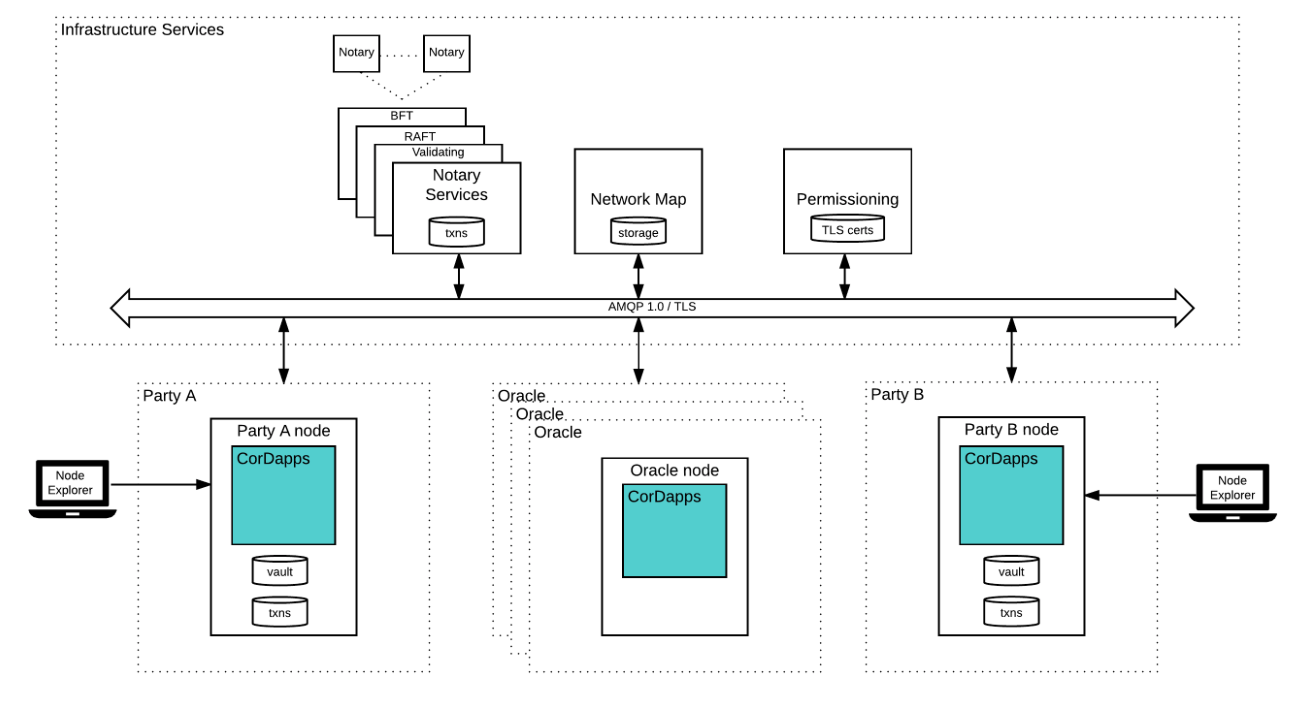 Infrastructure Services
Notary
Notary
BFT
RAFT
Validating
Notary
Services
txns
Network Map
storage
Permissioning
TLS certs
AMQP 1.0 / TLS
Party A
Party A node
CorDapps
vault
txns
Node
Explorer
Oracle
Oracle
Oracle
Oracle node
CorDapps
Party B
Party B node
CorDapps
vault
txns
Node
Explorer